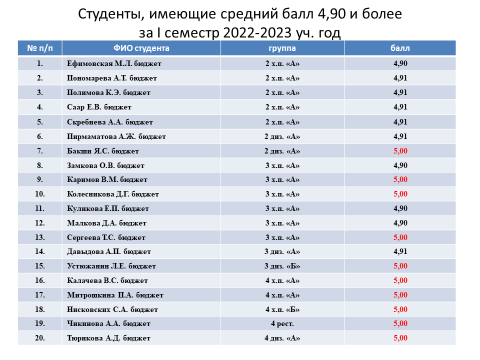 Студенты, имеющие средний балл 4,90 и более
за I семестр 2022-2023 уч. год
№ п/п ФИО студента группа балл
1. Ефимовская М.Л. бюджет 2 х.п. «А» 4,90
2. Пономарева А.Т. бюджет 2 х.п. «А» 4,91
3. Полимова К.Э. бюджет 2 х.п. «А» 4,91
4. Саар Е.В. бюджет 2 х.п. «А» 4,91
5. Скребнева А.А. бюджет 2 х.п. «А» 4,91
6. Пирмаматова А.Ж. бюджет 2 диз. «А» 4,91
7. Бакши Я.С. бюджет 2 диз. «А» 5,00
8. Замкова О.В. бюджет 3 х.п. «А» 4,90
9. Каримов В.М. бюджет 3 х.п. «А» 5,00
10. Колесникова Д.Г. бюджет 3 х.п. «А» 5,00
11. Куликова Е.П. бюджет 3 х.п. «А» 4,90
12. Малкова Д.А. бюджет 3 х.п. «А» 4,90
13. Сергеева Т.С. бюджет 3 х.п. «А» 5,00
14. Давыдова А.П. бюджет 3 диз. «А» 4,91
15. Устюжанин Л.Е. бюджет 3 диз. «Б» 5,00
16. Калачева В.С. бюджет 4 х.п. «А» 5,00
17. Митрошкина П.А. бюджет 4 х.п. «А» 5,00
18. Нисковских С.А. бюджет 4 х.п. «Б» 5,00
19. Чикинова А.А. бюджет 4 рест. 5,00
20. Тюрикова А.Д. бюджет 4 диз. «А» 5,00